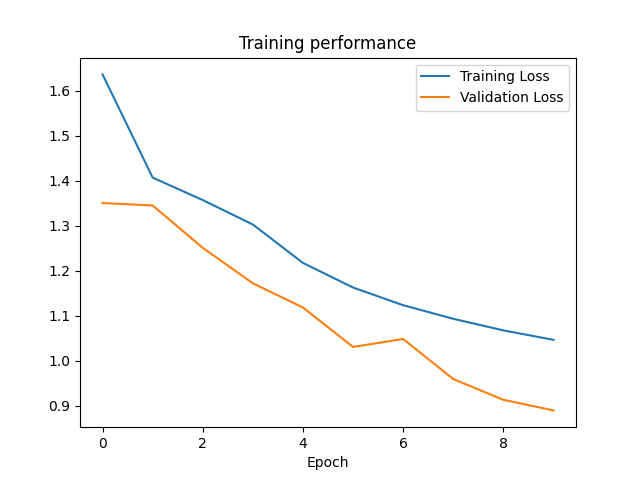 Training performance
Training Loss
Validation Loss
1.6
1.5
1.4
1.3
1.2
1.1
1.0
0.9
0 2 4 6 8
Epoch